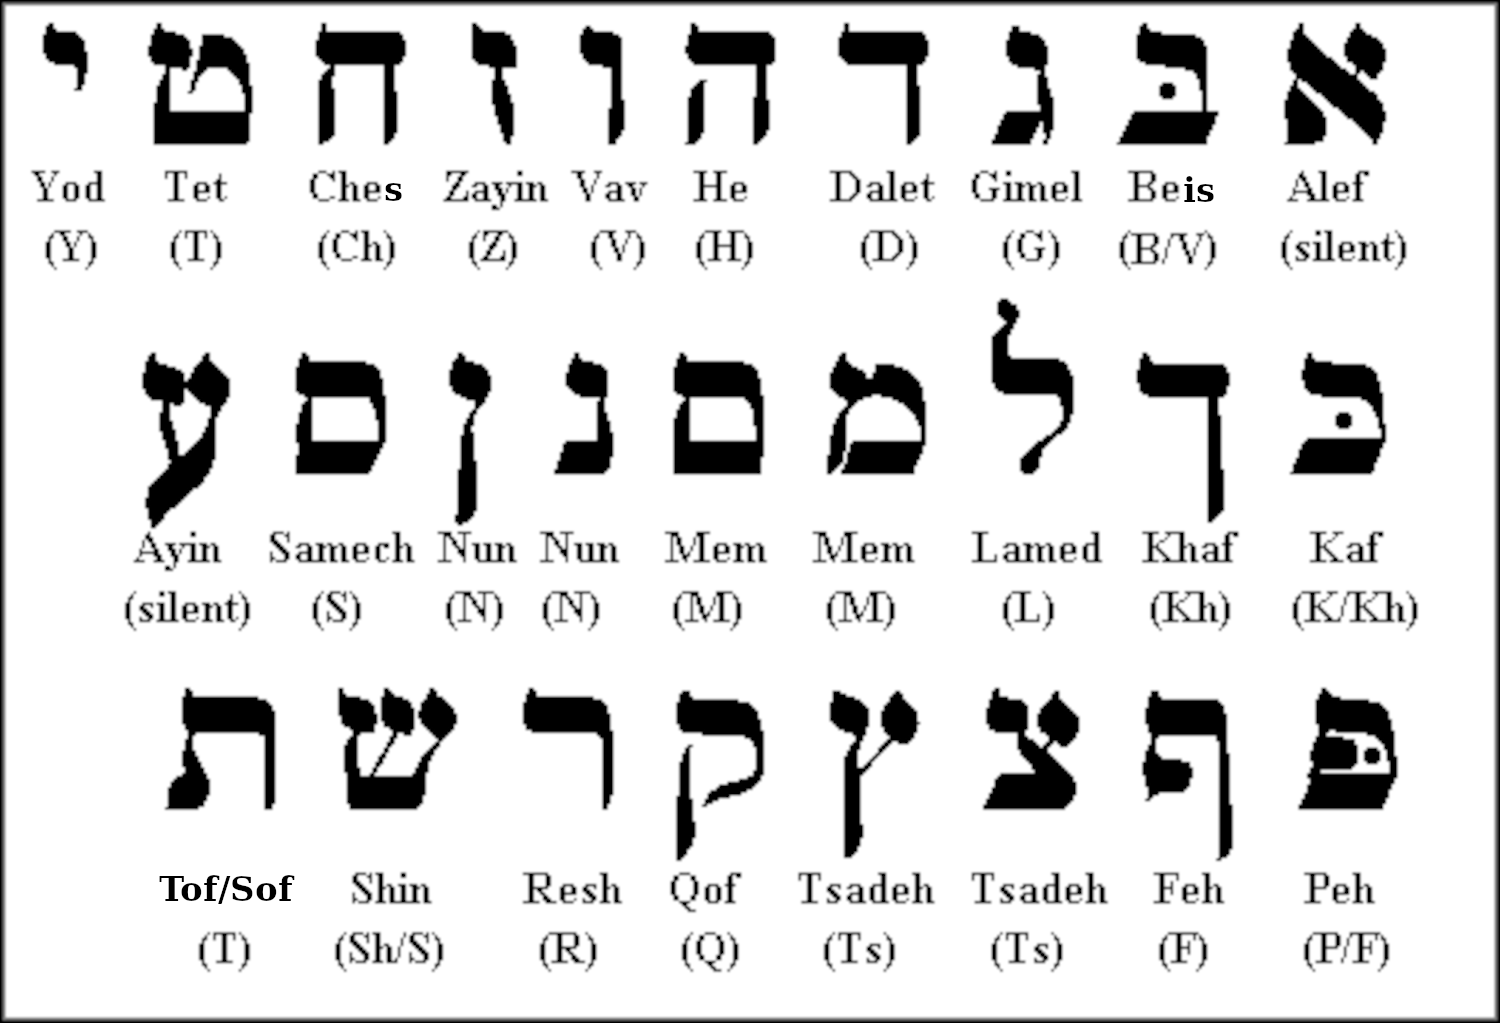 א בּ ג ד ה ו ז ח ט י
Yod Tet Ches Zayin Vav He Dalet Gimel Beis Alef
(Y) (T) (Ch) (Z) (V) (H) (D) (G) (B/V) (silent)
כּ ך ל מ ם נ ן ס ע
Ayin Samech Nun Nun Mem Mem Lamed Khaf Kaf
(silent) (S) (N) (N) (M) (M) (L) (Kh) (K/Kh)
פּ ף צ ץ ק ר ש ת
Tof/Sof Shin Resh Qof Tsadeh Tsadeh Feh Peh
(T) (Sh/S) (R) (Q) (Ts) (Ts) (F) (P/F)